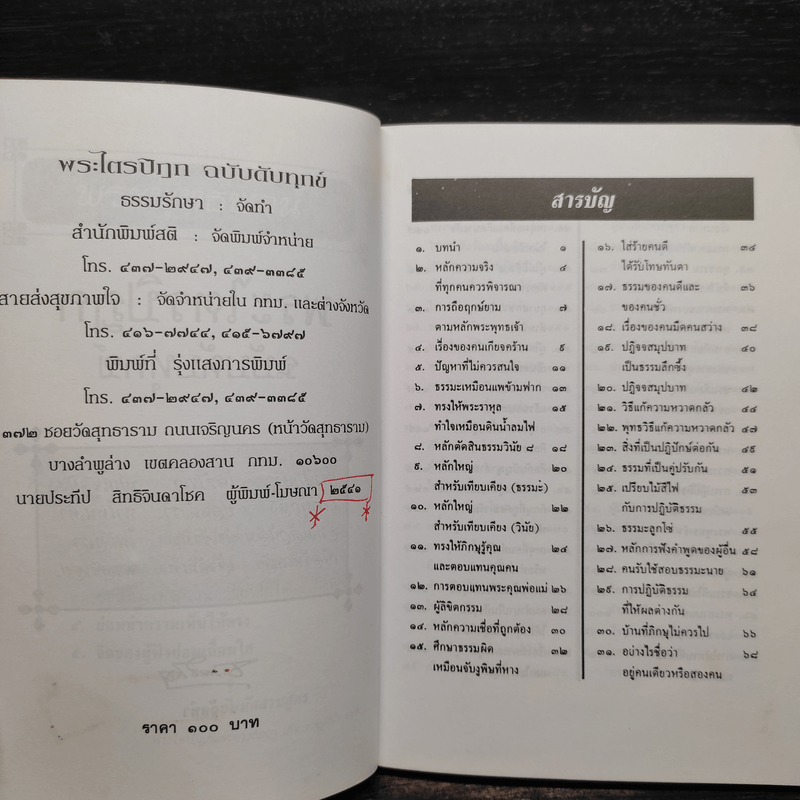 พระไตรปิฎก ฉบับดับทุกข์
ธรรมรักษา : จัดทำ
สำนักพิมพ์สติ : จัดพิมพ์จำหน่าย
โทร. ๔๓๗-๒๙๔๗, ๔๓๙-๓๓๘๕
สายส่งสุขภาพใจ : จัดจำหน่ายใน กทม. และต่างจังหวัด
โทร. ๔๑๖-๗๗๔๔, ๔๑๕-๖๗๙๗
พิมพ์ที่ รุ่งแสงการพิมพ์
โทร. ๔๓๗-๒๙๔๗, ๔๓๙-๓๓๘๕
๓๗๒ ซอยวัดสุทธาราม ถนนเจริญนคร (หน้าวัดสุทธาราม)
บางลำพูล่าง เขตคลองสาน กทม. ๑๐๖๐๐
นายประทีป สิทธิจินดาโชค ผู้พิมพ์-โฆษณา ๒๕๔๑
ราคา ๑๐๐ บาท
สารบัญ
๑. บทนำ ๑
๒. หลักความจริง ๔
ที่ทุกคนควรพิจารณา
๓. การถือฤกษ์ยาม ๗
ตามหลักพระพุทธเจ้า
๔. เรื่องของคนเกียจคร้าน ๙
๕. ปัญหาที่ไม่ควรสนใจ ๑๑
๖. ธรรมะเหมือนแพข้ามฟาก ๑๓
๗. ทรงให้พระราหุล ๑๕
ทำใจเหมือนดินน้ำลมไฟ
๘. หลักตัดสินธรรมวินัย ๘ ๑๘
๙. หลักใหญ่ ๒๐
สำหรับเทียบเคียง (ธรรมะ)
๑๐. หลักใหญ่ ๒๒
สำหรับเทียบเคียง (วินัย)
๑๑. ทรงให้ภิกษุรู้คุณ ๒๔
และตอบแทนคุณคน
๑๒. การตอบแทนพระคุณพ่อแม่ ๒๖
๑๓. ผู้ลิขิตกรรม ๒๘
๑๔. หลักความเชื่อที่ถูกต้อง ๓๐
๑๕. ศึกษาธรรมผิด ๓๒
เหมือนจับงูพิษที่หาง
๑๖. ใส่ร้ายคนดี ๓๔
ได้รับโทษทันตา
๑๗. ธรรมของคนดีและ ๓๖
ของคนชั่ว
๑๘. เรื่องของคนมืดคนสว่าง ๓๘
๑๙. ปฏิจจสมุปบาท ๔๐
เป็นธรรมลึกซึ้ง
๒๐. ปฏิจจสมุปบาท ๔๒
๒๑. วิธีแก้ความหวาดกลัว ๔๔
๒๒. พุทธวิธีแก้ความหวาดกลัว ๔๗
๒๓. สิ่งที่เป็นปฏิปักษ์ต่อกัน ๔๙
๒๔. ธรรมที่เป็นคู่ปรับกัน ๕๑
๒๕. เปรียบไม้สีไฟ ๕๓
กับการปฏิบัติธรรม
๒๖. ธรรมะลูกโซ่ ๕๕
๒๗. หลักการฟังคำพูดของผู้อื่น ๕๘
๒๘. คนรับใช้สอบธรรมะนาย ๖๑
๒๙. การปฏิบัติธรรม ๖๔
ที่ให้ผลต่างกัน
๓๐. บ้านที่ภิกษุไม่ควรไป ๖๖
๓๑. อย่างไรชื่อว่า ๖๘
อยู่คนเดียวหรือสองคน